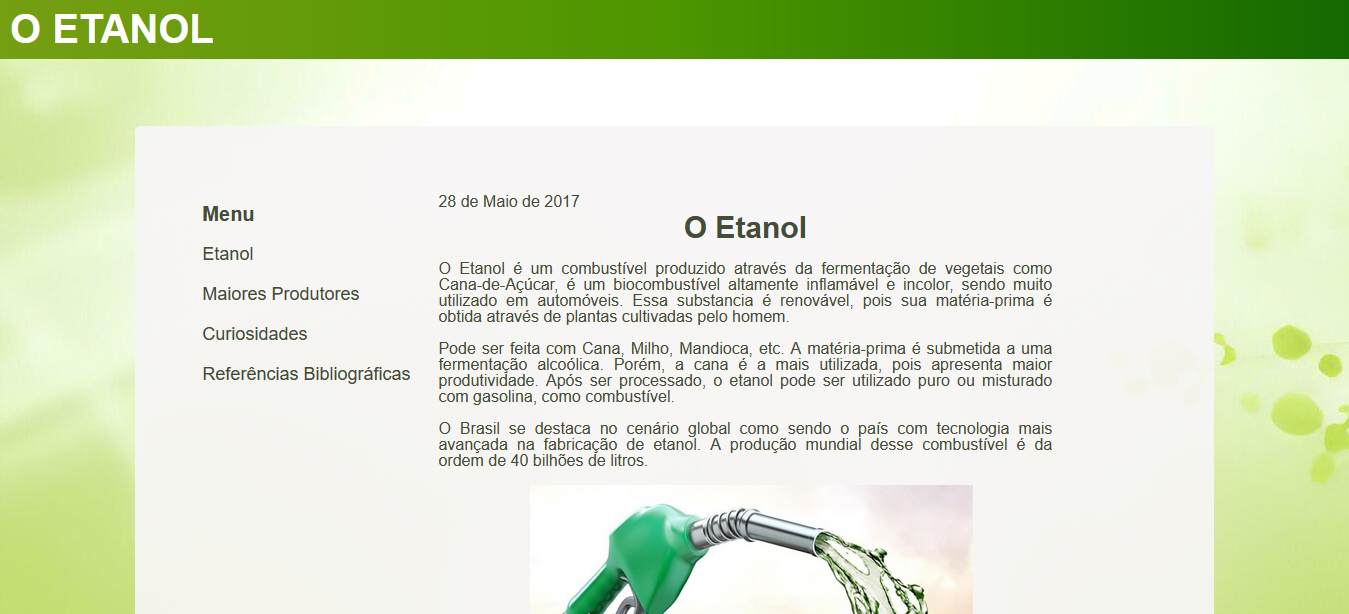 O ETANOL
Menu
Etanol
Maiores Produtores
Curiosidades
Referências Bibliográficas
28 de Maio de 2017
O Etanol
O Etanol é um combustível produzido através da fermentação de vegetais como
Cana-de-Açúcar, é um biocombustível altamente inflamável e incolor, sendo muito
utilizado em automóveis. Essa substancia é renovável, pois sua matéria-prima é
obtida através de plantas cultivadas pelo homem.
Pode ser feita com Cana, Milho, Mandioca, etc. A matéria-prima é submetida a uma
fermentação alcoólica. Porém, a cana é a mais utilizada, pois apresenta maior
produtividade. Após ser processado, o etanol pode ser utilizado puro ou misturado
com gasolina, como combustível.
O Brasil se destaca no cenário global como sendo o país com tecnologia mais
avançada na fabricação de etanol. A produção mundial desse combustível é da
ordem de 40 bilhões de litros.